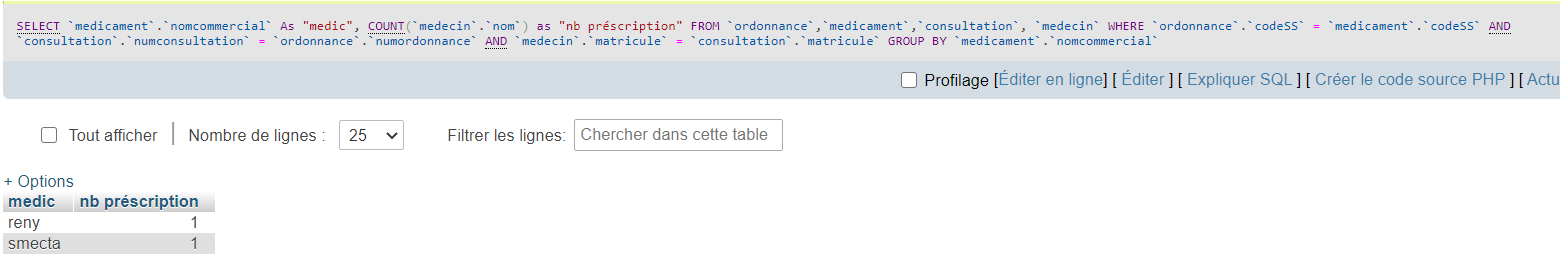 SELECT `medicament`.`nomcommercial` As "medic", COUNT(`medecin`.`nom`) as "nb préscription" FROM `ordonnance`,`medicament`,`consultation`, `medecin` WHERE `ordonnance`.`codeSS` = `medicament`.`codeSS` AND
`consultation`.`numconsultation` = `ordonnance`.`numordonnance` AND `medecin`.`matricule` = `consultation`.`matricule` GROUP BY `medicament`.`nomcommercial`
Profilage [Éditer en ligne] [ Éditer ] [ Expliquer SQL ] [ Créer le code source PHP ] [ Actu
Tout afficher | Nombre de lignes : 25 Filtrer les lignes: Chercher dans cette table
+ Options
medic nb préscription
reny 1
smecta 1